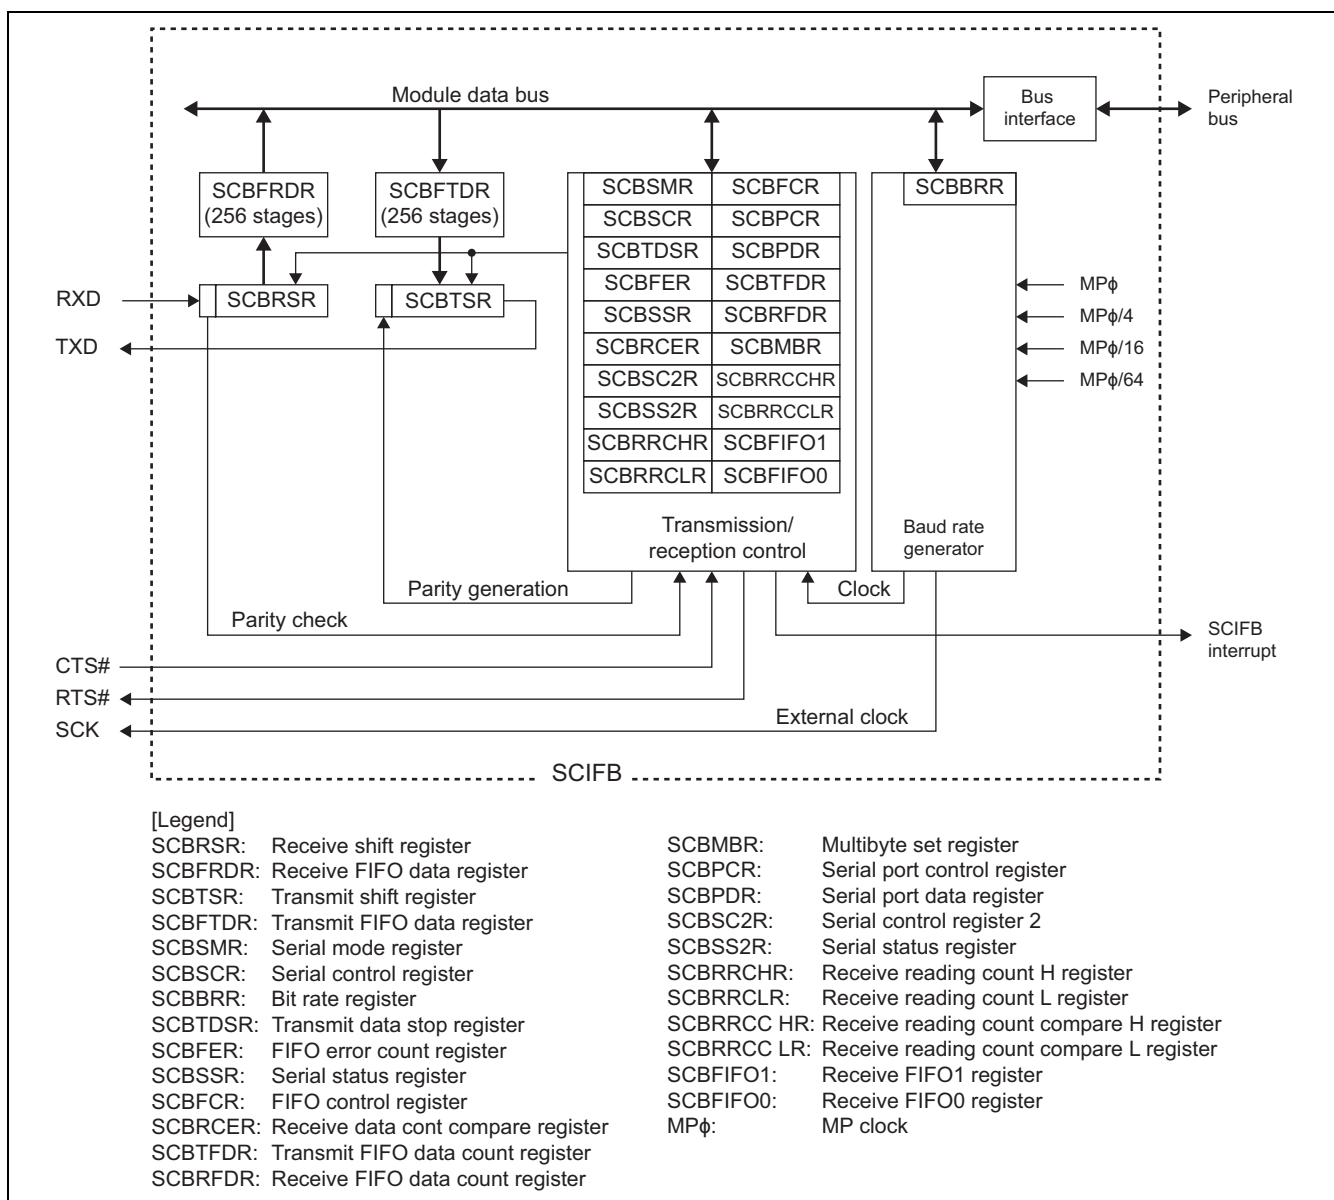 Module data bus
Bus
interface
Peripheral
bus
SCBFRDR
(256 stages)
SCBFTDR
(256 stages)
SCBSMR SCBFCR
SCBSCR SCBPCR
SCBTDSR SCBPDR
SCBFER SCBTFDR
SCBSSR SCBRFDR
SCBRCER SCBMBR
SCBSC2R SCBRRCCHR
SCBSS2R SCBRRCCLR
SCBRRCHR SCBFIFO1
SCBRRCLR SCBFIFO0
Transmission/
reception control
SCBBRR
Baud rate
generator
RXD
SCBRSR
SCBTSR
TXD
MPϕ
MPϕ/4
MPϕ/16
MPϕ/64
Parity generation
Clock
Parity check
SCIFB
interrupt
CTS#
RTS#
SCK
External clock
SCIFB
[Legend]
SCBRSR: Receive shift register
SCBFRDR: Receive FIFO data register
SCBTSR: Transmit shift register
SCBFTDR: Transmit FIFO data register
SCBSMR: Serial mode register
SCBSCR: Serial control register
SCBBRR: Bit rate register
SCBTDSR: Transmit data stop register
SCBFER: FIFO error count register
SCBSSR: Serial status register
SCBFCR: FIFO control register
SCBRCER: Receive data cont compare register
SCBTFDR: Transmit FIFO data count register
SCBRFDR: Receive FIFO data count register
SCBMBR: Multibyte set register
SCBPCR: Serial port control register
SCBPDR: Serial port data register
SCBSC2R: Serial control register 2
SCBSS2R: Serial status register
SCBRRCHR: Receive reading count H register
SCBRRCLR: Receive reading count L register
SCBRRCC HR: Receive reading count compare H register
SCBRRCC LR: Receive reading count compare L register
SCBFIFO1: Receive FIFO1 register
SCBFIFO0: Receive FIFO0 register
MPϕ: MP clock